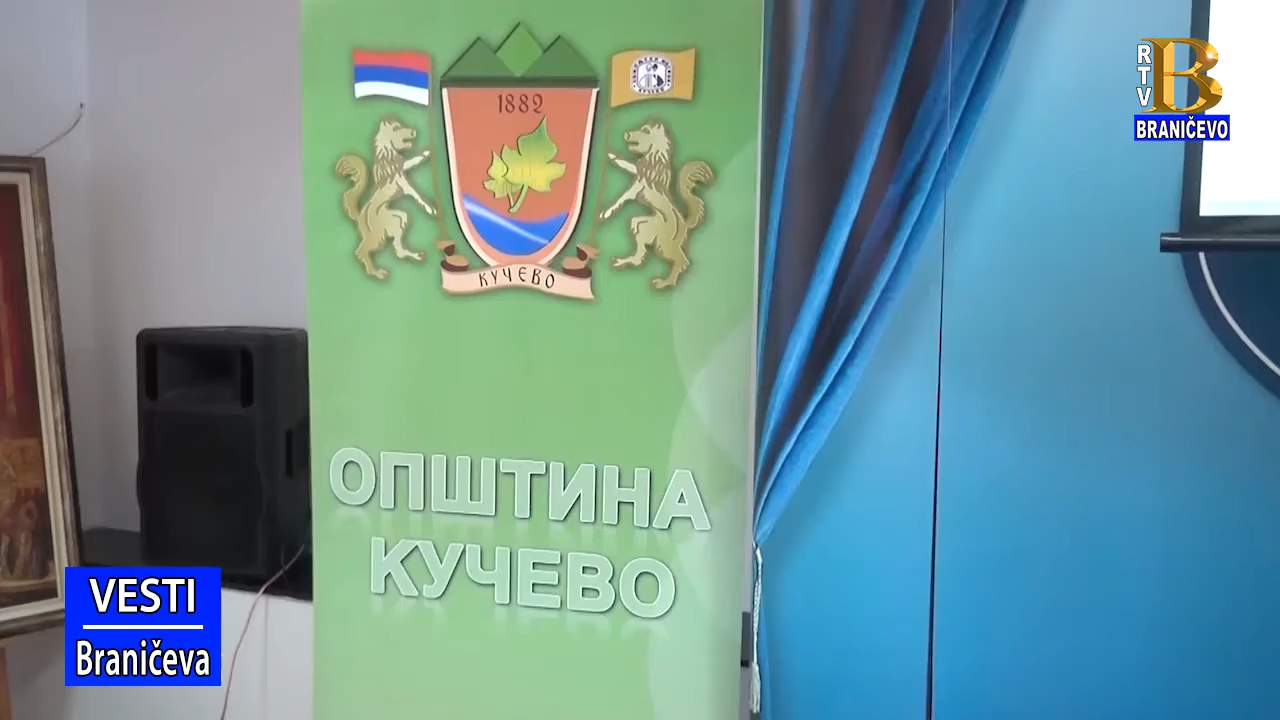 1882
КУЧЕВО
ОПШТИНА
КУЧЕВО
RTV
B
BRANIČEVO
VESTI
Braničeva